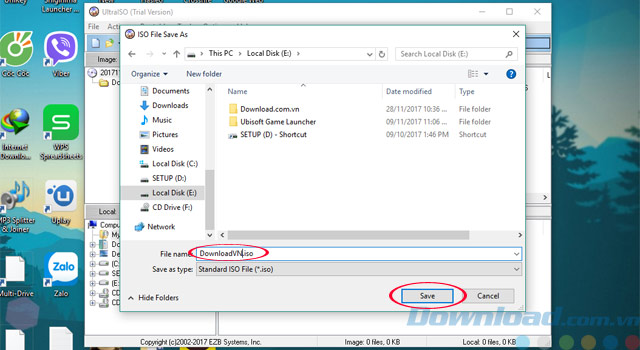 Unikey
Shiginima
Launcher ...
UltraISO (Trial Version)
ISO File Save As
This PC > Local Disk (E:)
Search Local Disk (E:)
Image:
Organize
New folder
Name
Date modified
Type
Documents
Downloads
Music
Pictures
Videos
Local Disk (C:)
SETUP (D:)
Local Disk (E:)
CD Drive (F:)
Network
Download.com.vn
28/11/2017 10:36 ...
File folder
Ubisoft Game Launcher
09/11/2017 11:06 ...
File folder
SETUP (D) - Shortcut
09/10/2017 1:46 PM
Shortcut
Cốc Cốc
Viber
Internet
Downlo...
WPS
Spreadsheets
MP3 Splitter
& Joiner
Uplay
Multi-Drive
Zalo
Local:
File name:
DownloadVN.iso
Save as type:
Standard ISO File (*.iso)
Hide Folders
Save
Cancel
Download.com.vn
Copyright (c)2002-2017 EZB Systems, Inc.
Image: 0 files, 0 KB
Local: 0 files, 0 KB